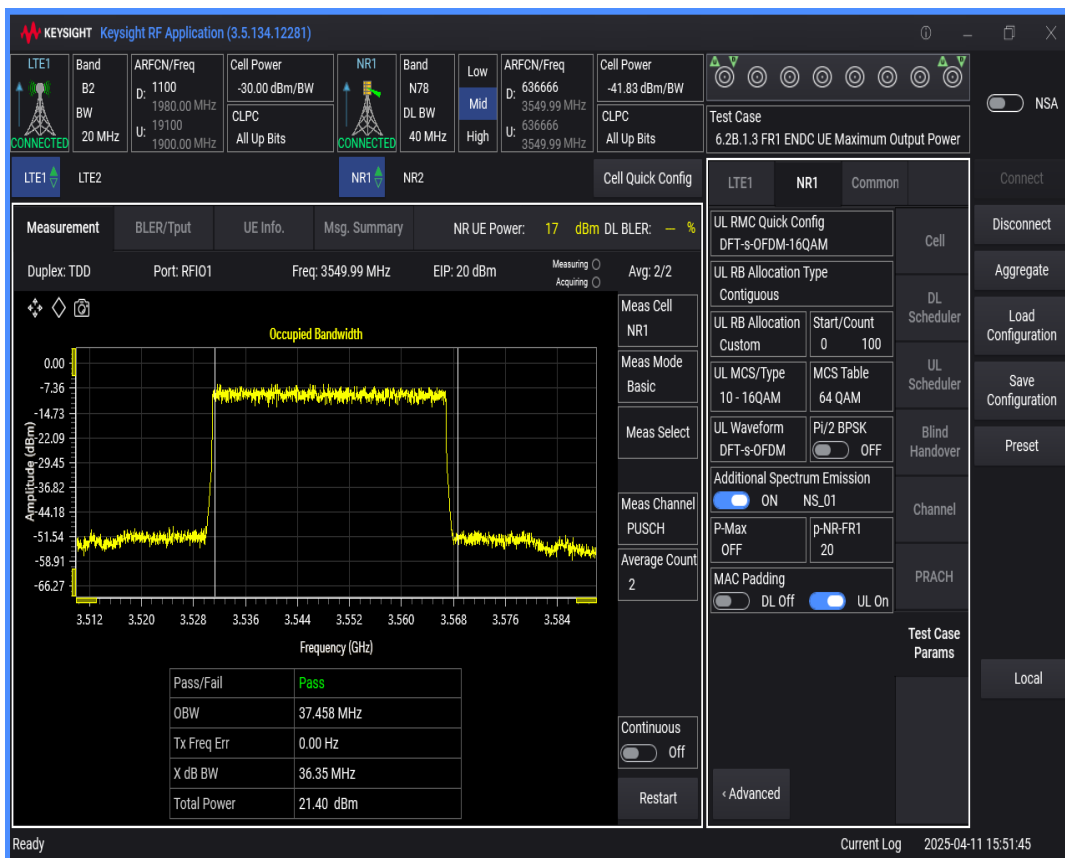 KEYSIGHT Keysight RF Application (3.5.134.12281)
LTE1
CONNECTED
Band
B2
BW
20 MHz
ARFCN/Freq
D: 1100
1980.00 MHz
U: 19100
1900.00 MHz
Cell Power
-30.00 dBm/BW
CLPC
All Up Bits
NR1
CONNECTED
Band
N78
DL BW
40 MHz
Low
Mid
High
ARFCN/Freq
D: 636666
3549.99 MHz
U: 636666
3549.99 MHz
Cell Power
-41.83 dBm/BW
CLPC
All Up Bits
Test Case
6.2B.1.3 FR1 ENDC UE Maximum Output Power
NSA
LTE1 LTE2 NR1 NR2 Cell Quick Config
Measurement BLER/Tput UE Info. Msg. Summary NR UE Power: 17 dBm DL BLER: — %
Duplex: TDD Port: RFIO1 Freq: 3549.99 MHz EIP: 20 dBm Measuring Avg: 2/2
Acquiring
Occupied Bandwidth
Amplitude (dBm)
0.00
-7.36
-14.73
-22.09
-29.45
-36.82
-44.18
-51.54
-58.91
-66.27
3.512 3.520 3.528 3.536 3.544 3.552 3.560 3.568 3.576 3.584
Frequency (GHz)
Pass/Fail Pass
OBW 37.458 MHz
Tx Freq Err 0.00 Hz
X dB BW 36.35 MHz
Total Power 21.40 dBm
Meas Cell
NR1
Meas Mode
Basic
Meas Select
Meas Channel
PUSCH
Average Count
2
Continuous
Off
Restart
LTE1 NR1 Common
UL RMC Quick Config
DFT-s-OFDM-16QAM
UL RB Allocation Type
Contiguous
UL RB Allocation
Custom
Start/Count
0 100
UL MCS/Type
10 - 16QAM
MCS Table
64 QAM
UL Waveform
DFT-s-OFDM
Pi/2 BPSK
OFF
Additional Spectrum Emission
ON NS_01
P-Max
OFF
p-NR-FR1
20
MAC Padding
DL Off UL On
‹ Advanced
Cell
DL
Scheduler
UL
Scheduler
Blind
Handover
Channel
PRACH
Test Case
Params
Connect
Disconnect
Aggregate
Load
Configuration
Save
Configuration
Preset
Local
Ready Current Log 2025-04-11 15:51:45